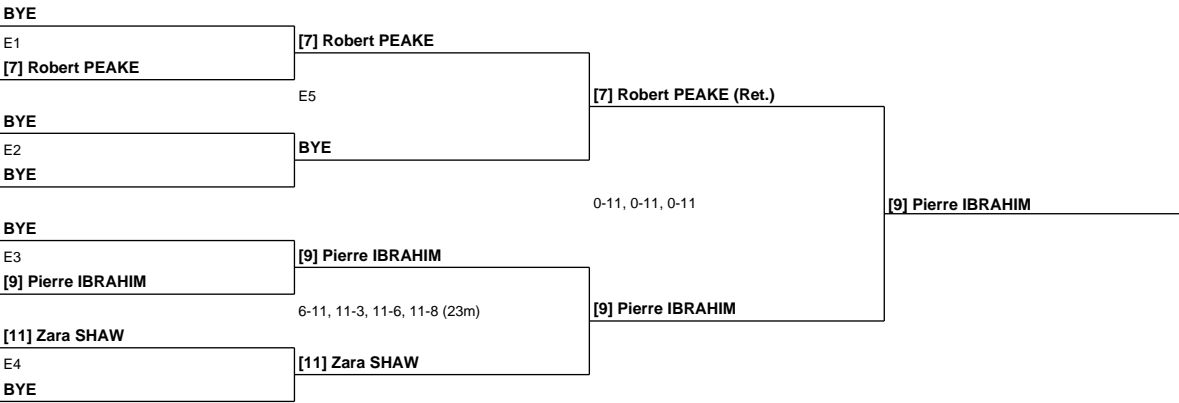 BYE
E1
[7] Robert PEAKE
BYE
E2
BYE
BYE
E3
[9] Pierre IBRAHIM
[11] Zara SHAW
E4
BYE
[7] Robert PEAKE
E5
BYE
[9] Pierre IBRAHIM
6-11, 11-3, 11-6, 11-8 (23m)
[11] Zara SHAW
[7] Robert PEAKE (Ret.)
0-11, 0-11, 0-11
[9] Pierre IBRAHIM
[9] Pierre IBRAHIM